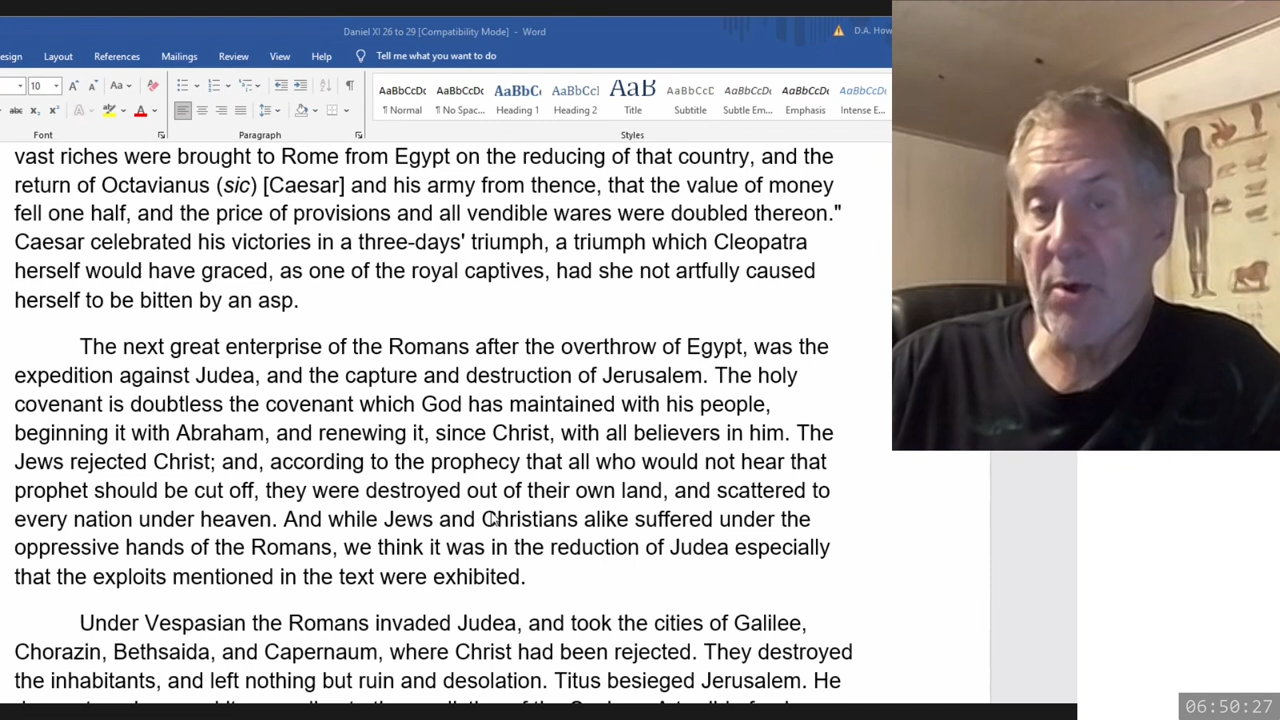 Daniel XI 26 to 29 [Compatibility Mode] - Word
D.A. How
esign Layout References Mailings Review View Help Tell me what you want to do
10 Aa
AaBbCcDc AaBbCcDc AaBbC AaBbCcl AaB AaBbCcD AaBbCcDd AaBbCcDd AaBbCcDd
abc
¶ Normal ¶ No Spac... Heading 1 Heading 2 Title Subtitle Subtle Em... Emphasis Intense E...
Font Paragraph Styles
vast riches were brought to Rome from Egypt on the reducing of that country, and the
return of Octavianus (sic) [Caesar] and his army from thence, that the value of money
fell one half, and the price of provisions and all vendible wares were doubled thereon."
Caesar celebrated his victories in a three-days' triumph, a triumph which Cleopatra
herself would have graced, as one of the royal captives, had she not artfully caused
herself to be bitten by an asp.
The next great enterprise of the Romans after the overthrow of Egypt, was the
expedition against Judea, and the capture and destruction of Jerusalem. The holy
covenant is doubtless the covenant which God has maintained with his people,
beginning it with Abraham, and renewing it, since Christ, with all believers in him. The
Jews rejected Christ; and, according to the prophecy that all who would not hear that
prophet should be cut off, they were destroyed out of their own land, and scattered to
every nation under heaven. And while Jews and Christians alike suffered under the
oppressive hands of the Romans, we think it was in the reduction of Judea especially
that the exploits mentioned in the text were exhibited.
Under Vespasian the Romans invaded Judea, and took the cities of Galilee,
Chorazin, Bethsaida, and Capernaum, where Christ had been rejected. They destroyed
the inhabitants, and left nothing but ruin and desolation. Titus besieged Jerusalem. He
06:50:27